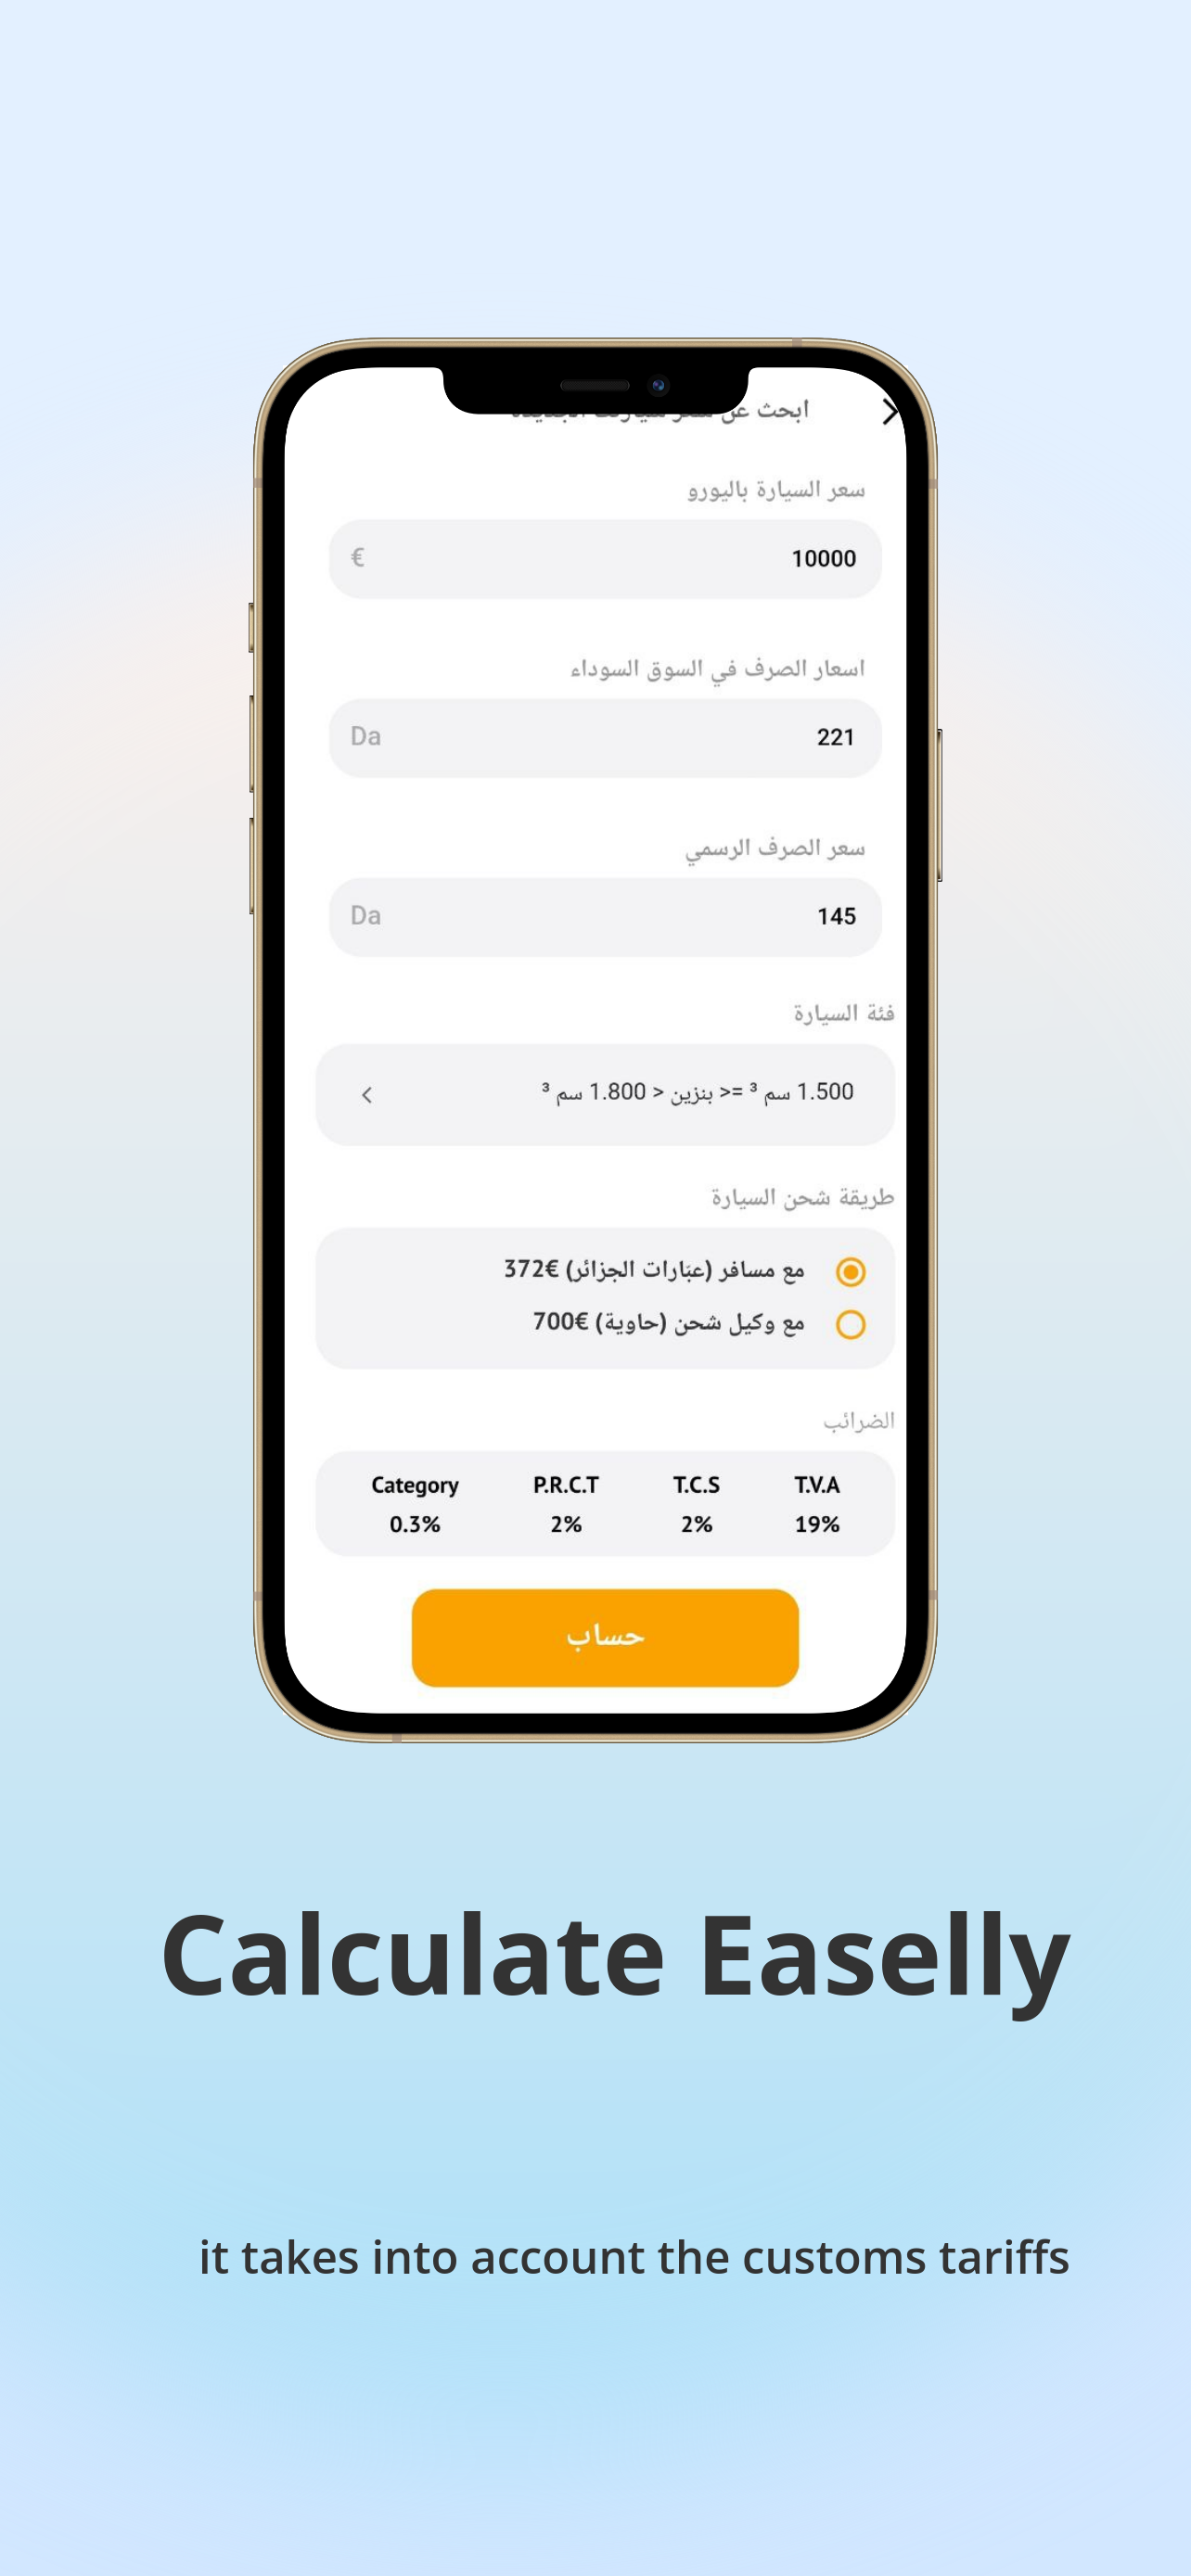 ابحث عن
سعر السيارة باليورو
10000 €
اسعار الصرف في السوق السوداء
221 Da
سعر الصرف الرسمي
145 Da
فئة السيارة
1.500 سم ³ =< بنزين < 1.800 سم ³
طريقة شحن السيارة
مع مسافر (عبّارات الجزائر) €372
مع وكيل شحن (حاوية) €700
الضرائب
Category P.R.C.T T.C.S T.V.A
0.3% 2% 2% 19%
حساب
Calculate Easelly
it takes into account the customs tariffs